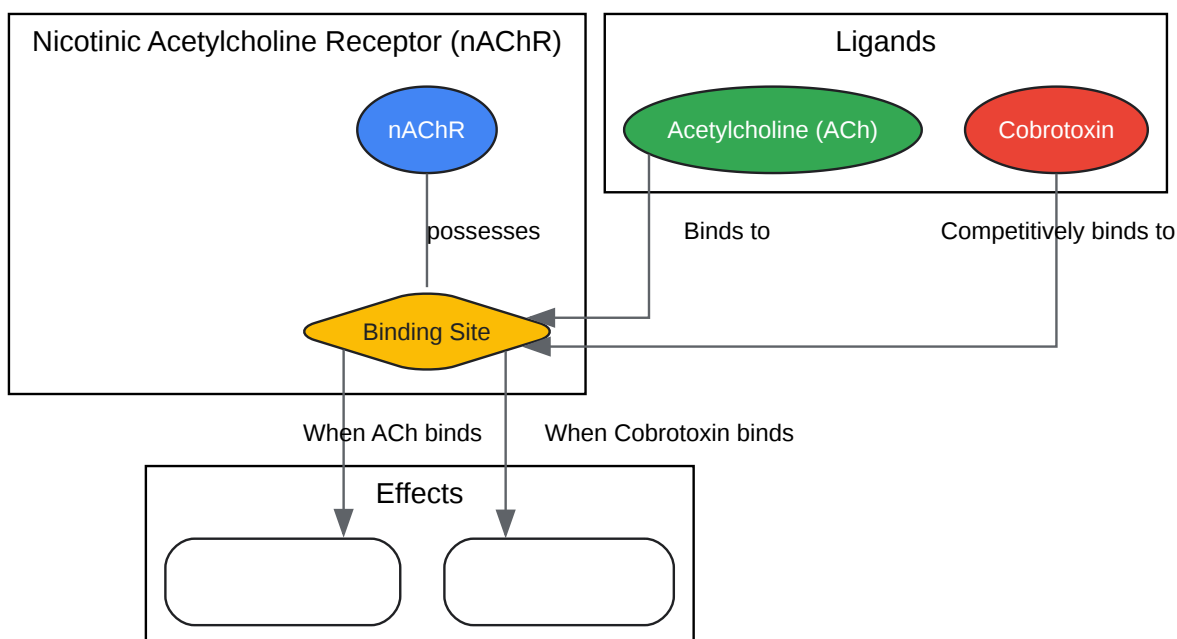 Nicotinic Acetylcholine Receptor (nAChR)
Ligands
nAChR
Acetylcholine (ACh)
Cobrotoxin
possesses
Binds to
Competitively binds to
Binding Site
When ACh binds
When Cobrotoxin binds
Effects